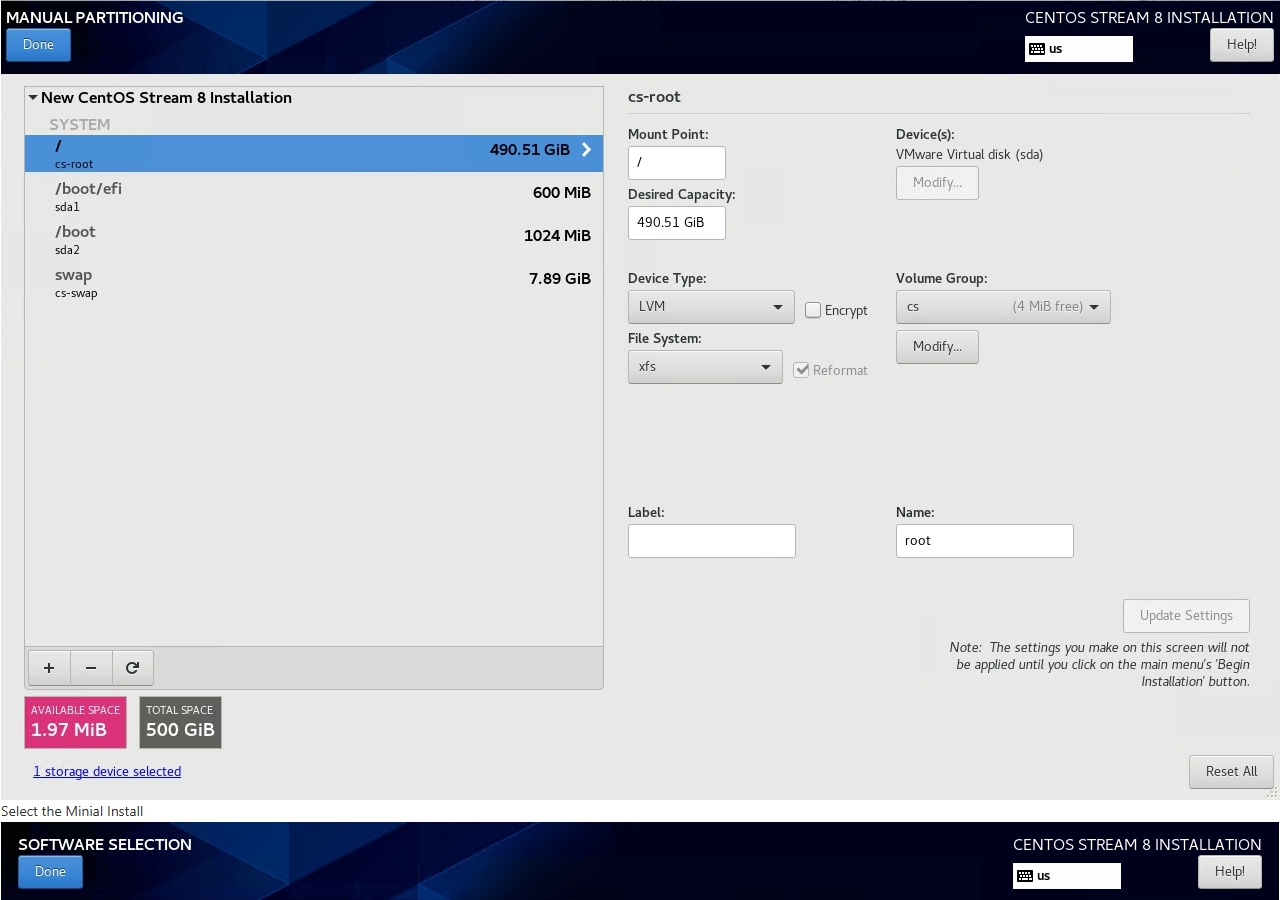 MANUAL PARTITIONING
CENTOS STREAM 8 INSTALLATION
Done
us
Help!
New CentOS Stream 8 Installation
SYSTEM
/
490.51 GiB
cs-root
/boot/efi
600 MiB
sda1
/boot
1024 MiB
sda2
swap
7.89 GiB
cs-swap
+ −
AVAILABLE SPACE
1.97 MiB
TOTAL SPACE
500 GiB
1 storage device selected
cs-root
Mount Point:
/
Device(s):
VMware Virtual disk (sda)
Modify...
Desired Capacity:
490.51 GiB
Device Type:
LVM
Encrypt
Volume Group:
cs (4 MiB free)
Modify...
File System:
xfs
Reformat
Label:
Name:
root
Update Settings
Note: The settings you make on this screen will not
be applied until you click on the main menu's 'Begin
Installation' button.
Reset All
Select the Minial Install
SOFTWARE SELECTION
CENTOS STREAM 8 INSTALLATION
Done
us
Help!